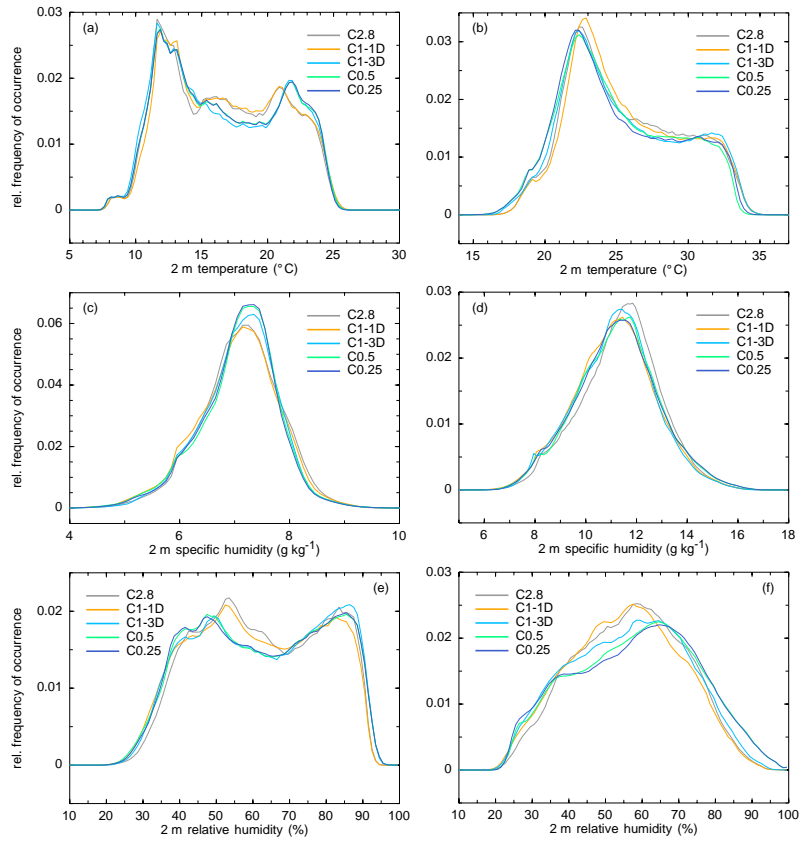 (a)
C2.8
C1-1D
C1-3D
C0.5
C0.25
rel. frequency of occurrence
0.03
0.02
0.01
0
5 10 15 20 25 30
2 m temperature (°C)
(b)
C2.8
C1-1D
C1-3D
C0.5
C0.25
0.03
0.02
0.01
0
15 20 25 30 35
2 m temperature (°C)
(c)
C2.8
C1-1D
C1-3D
C0.5
C0.25
rel. frequency of occurrence
0.06
0.04
0.02
0
4 6 8 10
2 m specific humidity (g kg-1)
(d)
C2.8
C1-1D
C1-3D
C0.5
C0.25
0.03
0.02
0.01
0
6 8 10 12 14 16 18
2 m specific humidity (g kg-1)
(e)
C2.8
C1-1D
C1-3D
C0.5
C0.25
rel. frequency of occurrence
0.02
0.01
0
10 20 30 40 50 60 70 80 90 100
2 m relative humidity (%)
(f)
C2.8
C1-1D
C1-3D
C0.5
C0.25
0.03
0.02
0.01
0
10 20 30 40 50 60 70 80 90 100
2 m relative humidity (%)